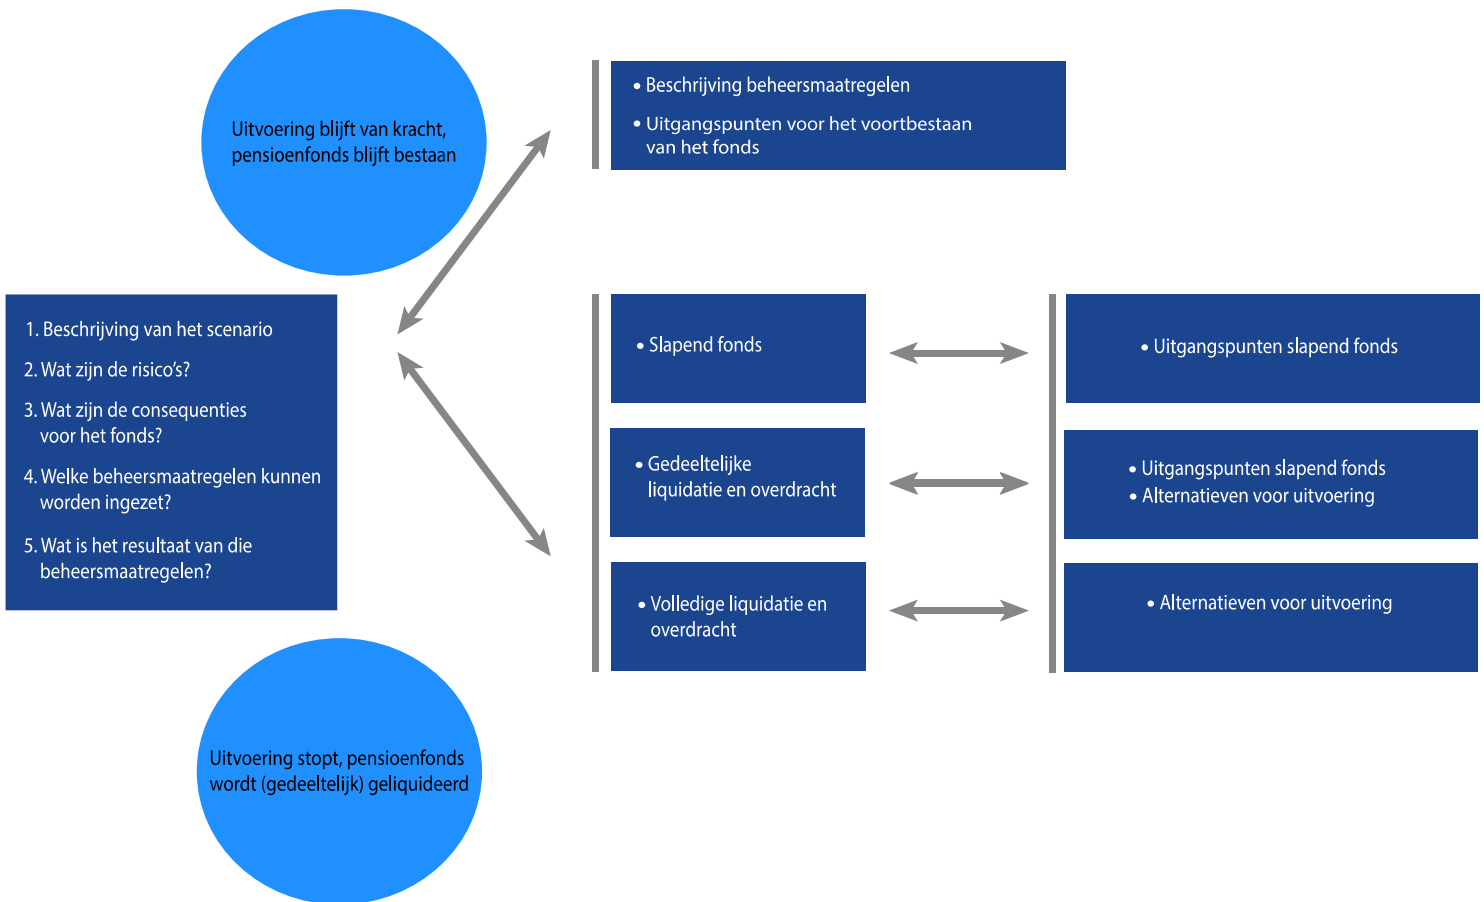 Uitvoering blijft van kracht,
pensioenfonds blijft bestaan
• Beschrijving beheersmaatregelen
• Uitgangspunten voor het voortbestaan
van het fonds
1. Beschrijving van het scenario
2. Wat zijn de risico's?
3. Wat zijn de consequenties
voor het fonds?
4. Welke beheersmaatregelen kunnen
worden ingezet?
5. Wat is het resultaat van die
beheersmaatregelen?
• Slapend fonds
• Uitgangspunten slapend fonds
• Gedeeltelijke
liquidatie en overdracht
• Uitgangspunten slapend fonds
• Alternatieven voor uitvoering
• Volledige liquidatie en
overdracht
• Alternatieven voor uitvoering
Uitvoering stopt, pensioenfonds
wordt (gedeeltelijk) geliquideerd